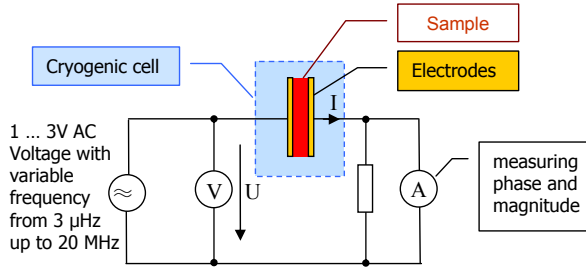 Sample
Cryogenic cell
Electrodes
I
1 ... 3V AC
Voltage with
variable
frequency
from 3 µHz
up to 20 MHz
≈
V
U
A
measuring
phase and
magnitude